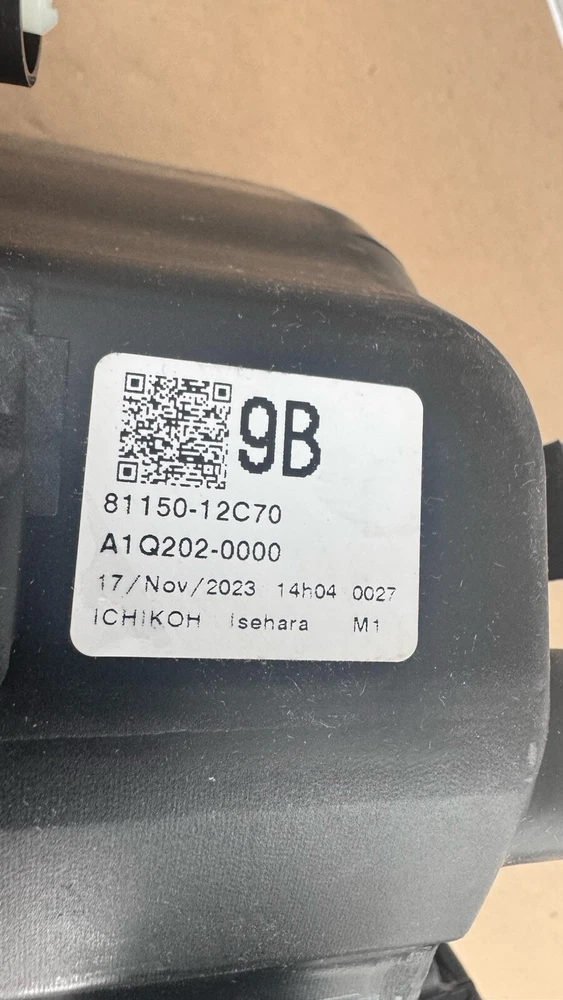 9B
81150-12C70
A1Q202-0000
17/Nov/2023 14h04 0027
ICHIKOH Isehara M1